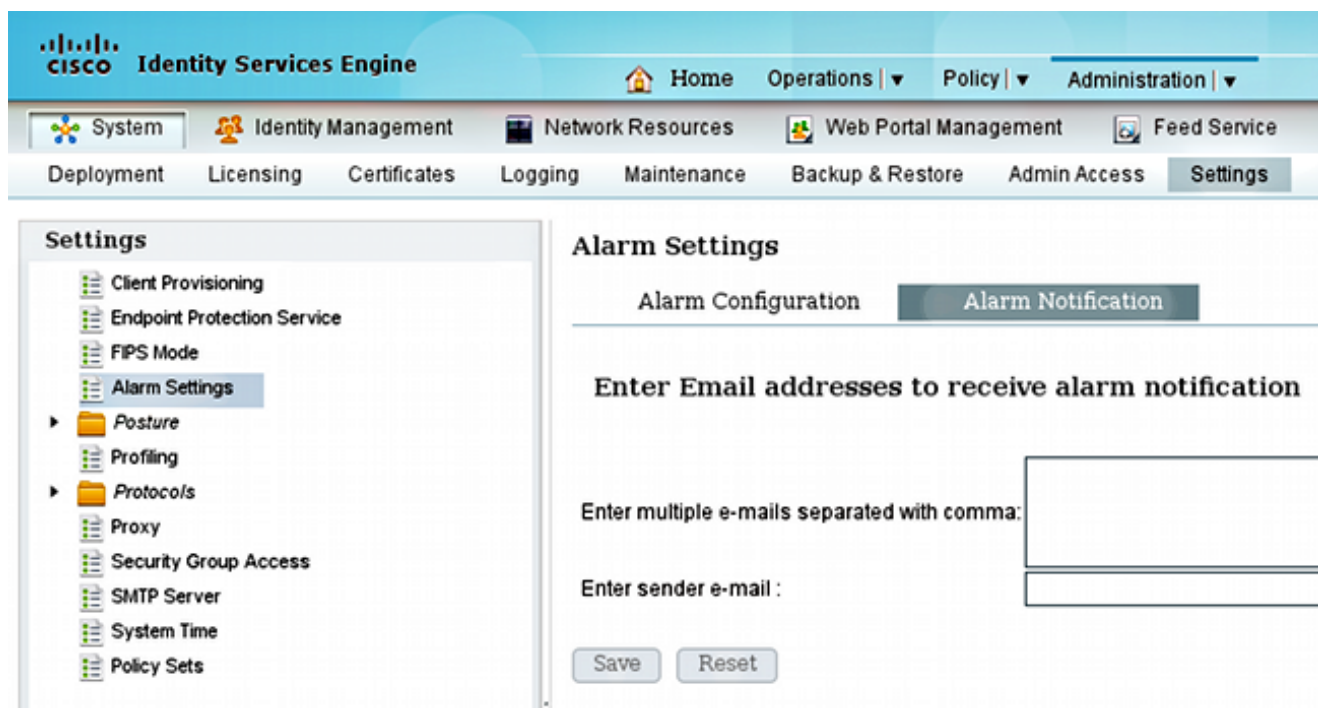 cisco Identity Services Engine
Home Operations | ▼ Policy | ▼ Administration | ▼
System Identity Management Network Resources Web Portal Management Feed Service
Deployment Licensing Certificates Logging Maintenance Backup & Restore Admin Access Settings
Settings
Client Provisioning
Endpoint Protection Service
FIPS Mode
Alarm Settings
Posture
Profiling
Protocols
Proxy
Security Group Access
SMTP Server
System Time
Policy Sets
Alarm Settings
Alarm Configuration Alarm Notification
Enter Email addresses to receive alarm notification
Enter multiple e-mails separated with comma:
Enter sender e-mail :
Save Reset